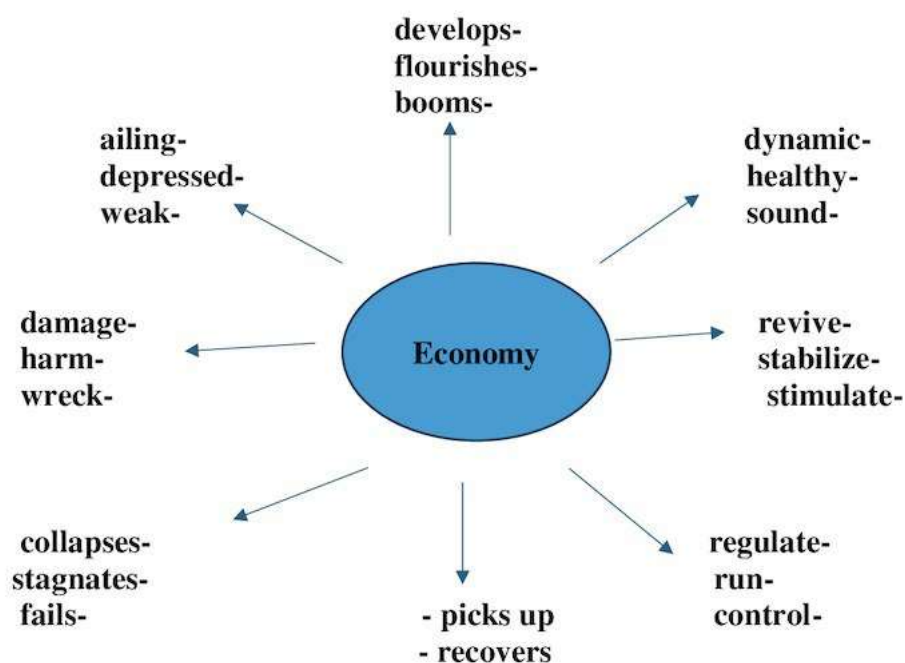 develops-
flourishes-
booms-
ailing-
depressed-
weak-
dynamic-
healthy-
sound-
damage-
harm-
wreck-
Economy
revive-
stabilize-
stimulate-
collapses-
stagnates-
fails-
- picks up
- recovers
regulate-
run-
control-